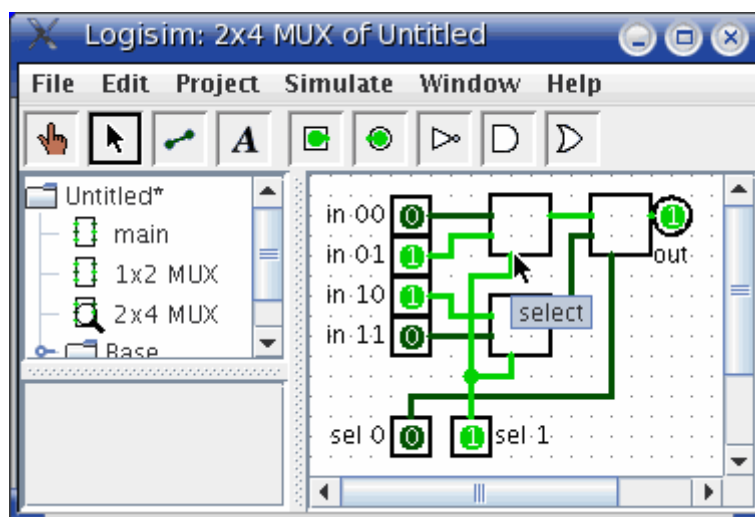 Logisim: 2x4 MUX of Untitled
File Edit Project Simulate Window Help
A
Untitled*
main
1x2 MUX
2x4 MUX
Base
in 00 0
in 01 1
in 10 1
in 11 0
1
out
select
sel 0 0 1 sel 1